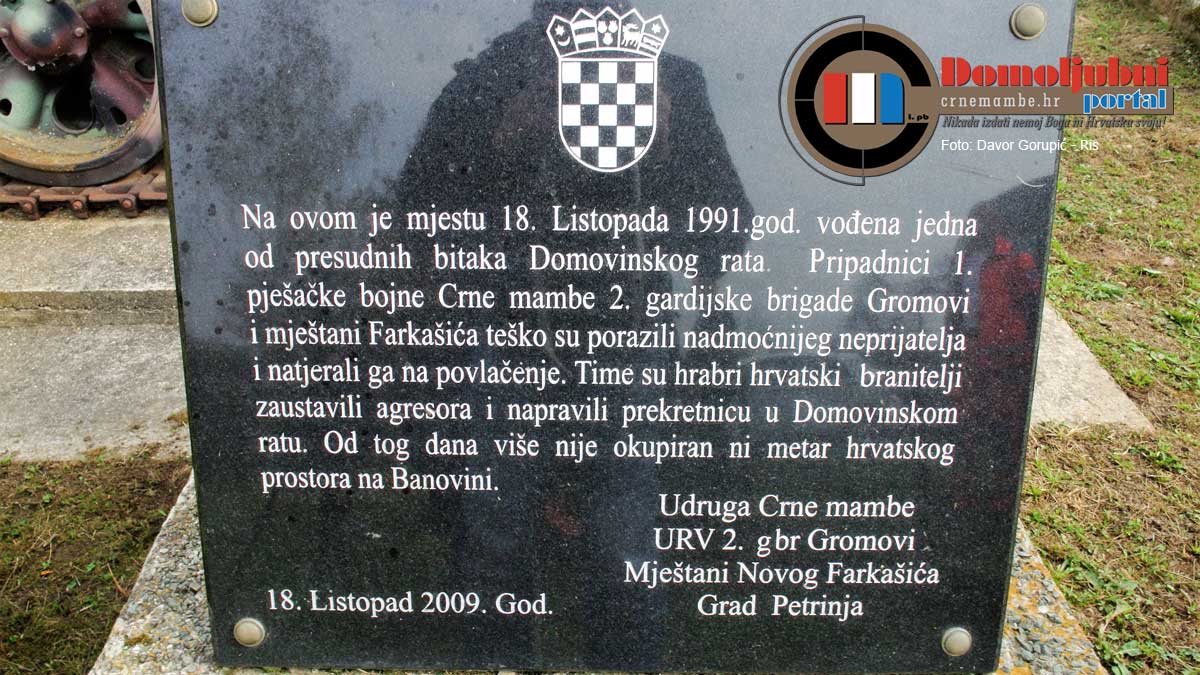 Domoljubni
crnemambe.hr portal
I. pb
Nikada izdati nemoj Boga ni Hrvatsku svoju!
Foto: Davor Gorupić - Ris
Na ovom je mjestu 18. Listopada 1991.god. vođena jedna
od presudnih bitaka Domovinskog rata. Pripadnici 1.
pješačke bojne Crne mambe 2. gardijske brigade Gromovi
i mještani Farkašića teško su porazili nadmoćnijeg neprijatelja
i natjerali ga na povlačenje. Time su hrabri hrvatski branitelji
zaustavili agresora i napravili prekretnicu u Domovinskom
ratu. Od tog dana više nije okupiran ni metar hrvatskog
prostora na Banovini.
Udruga Crne mambe
URV 2. gbr Gromovi
Mještani Novog Farkašića
Grad Petrinja
18. Listopad 2009. God.